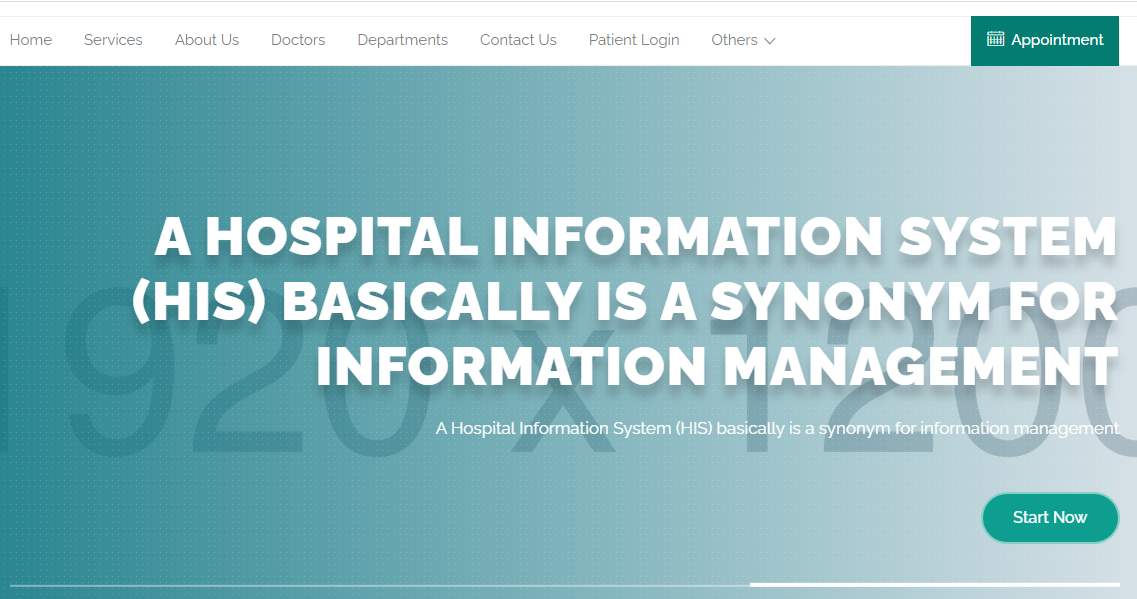 Home Services About Us Doctors Departments Contact Us Patient Login Others Appointment
A HOSPITAL INFORMATION SYSTEM
(HIS) BASICALLY IS A SYNONYM FOR
INFORMATION MANAGEMENT
1920 x 1200
A Hospital Information System (HIS) basically is a synonym for information management
Start Now